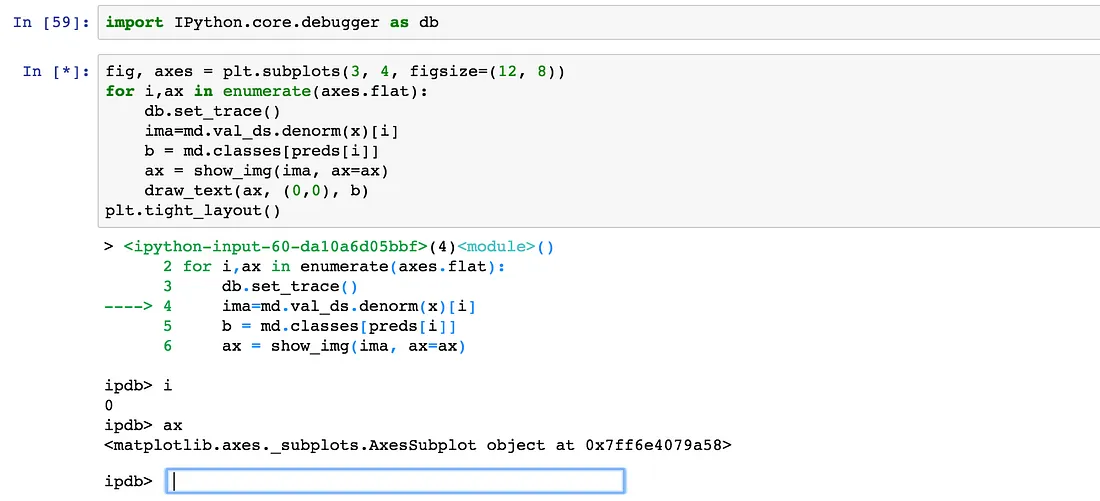 In [59]: import IPython.core.debugger as db
In [*]: fig, axes = plt.subplots(3, 4, figsize=(12, 8))
for i,ax in enumerate(axes.flat):
    db.set_trace()
    ima=md.val_ds.denorm(x)[i]
    b = md.classes[preds[i]]
    ax = show_img(ima, ax=ax)
    draw_text(ax, (0,0), b)
plt.tight_layout()
> <ipython-input-60-da10a6d05bbf>(4)<module>()
      2 for i,ax in enumerate(axes.flat):
      3     db.set_trace()
----> 4     ima=md.val_ds.denorm(x)[i]
      5     b = md.classes[preds[i]]
      6     ax = show_img(ima, ax=ax)
ipdb> i
0
ipdb> ax
<matplotlib.axes._subplots.AxesSubplot object at 0x7ff6e4079a58>
ipdb>